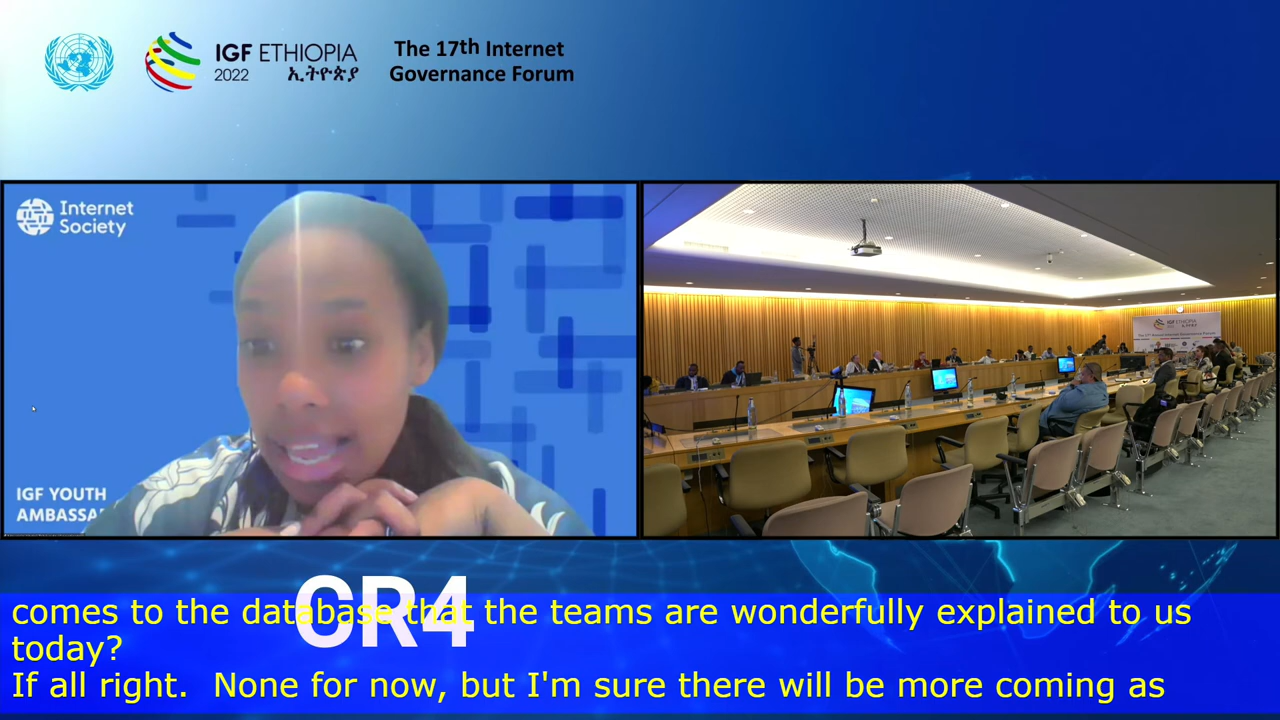 IGF ETHIOPIA
2022 ኢትዮጵያ
The 17th Internet
Governance Forum
Internet
Society
IGF YOUTH
AMBASSA
IGF ETHIOPIA
CR4
comes to the database that the teams are wonderfully explained to us
today?
If all right. None for now, but I'm sure there will be more coming as